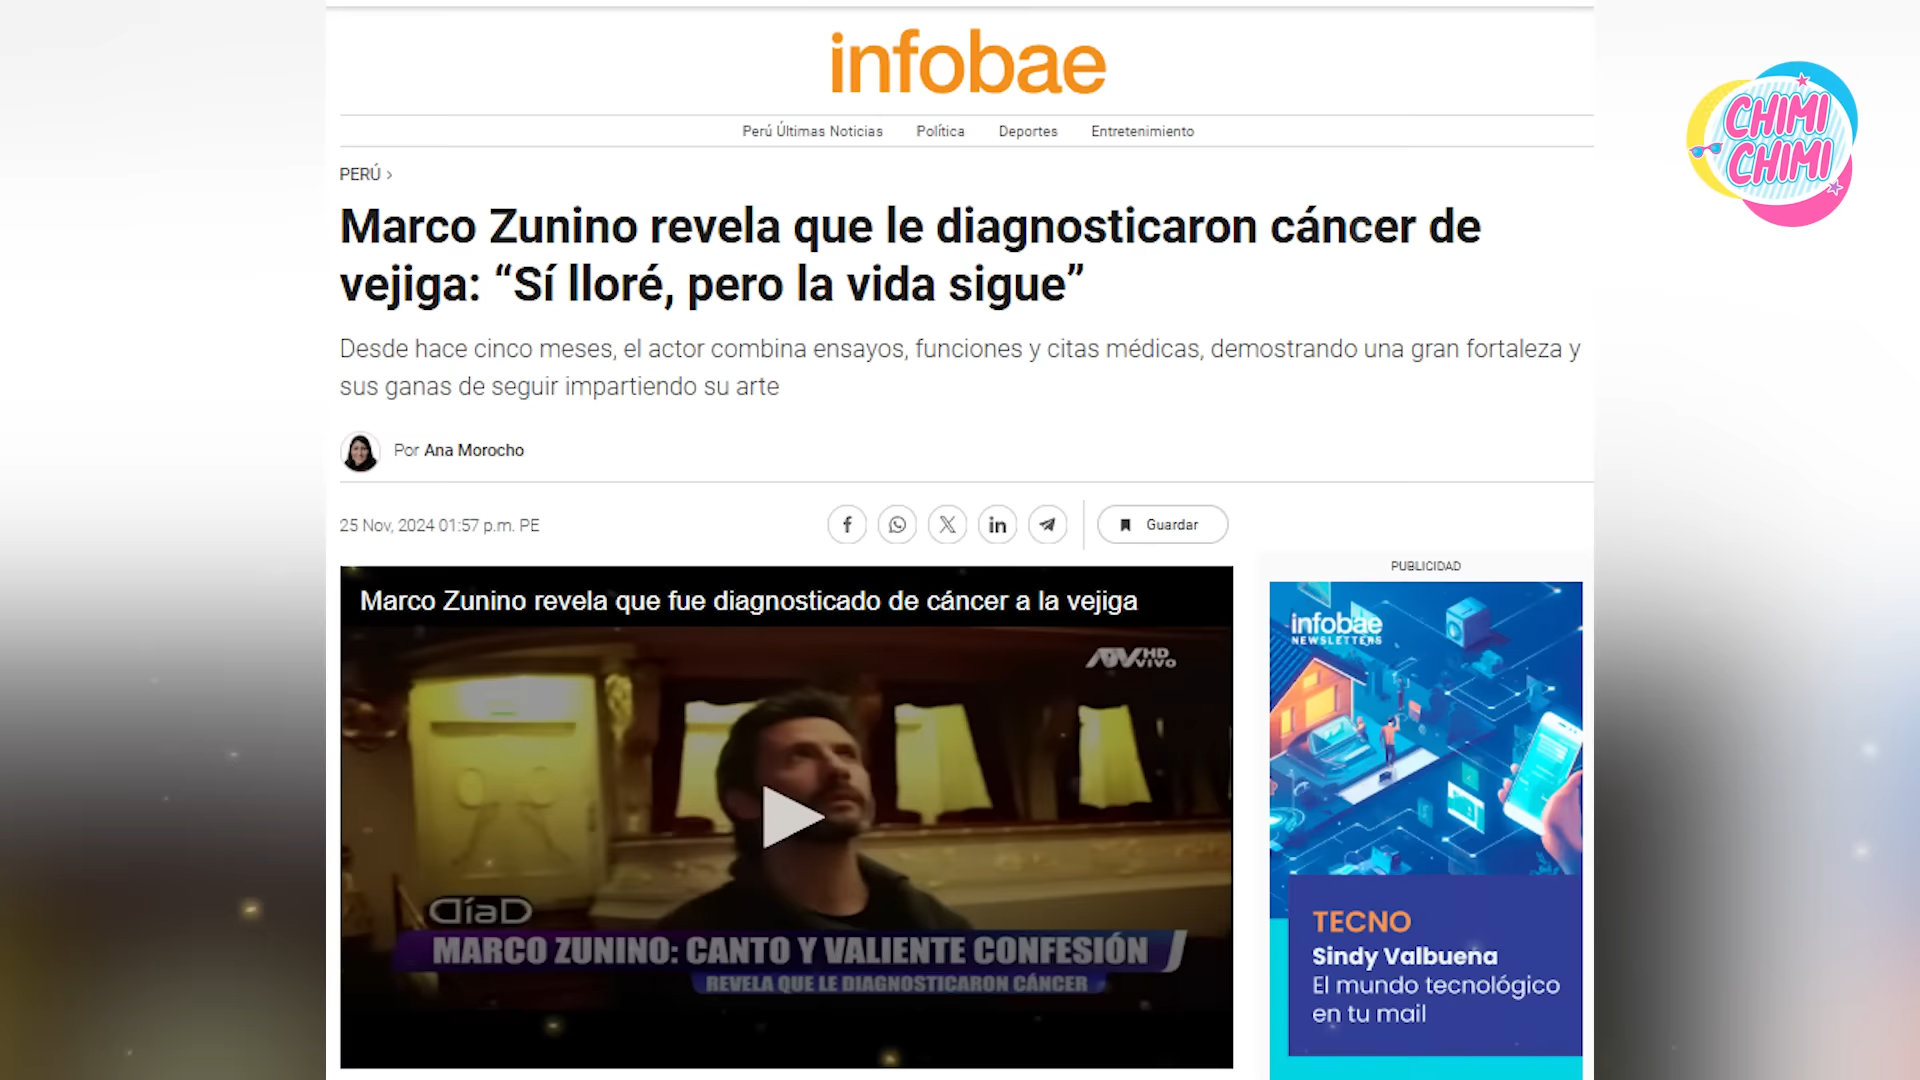 infobae
CHIMI
CHIMI
Perú Últimas Noticias Política Deportes Entretenimiento
PERÚ >
Marco Zunino revela que le diagnosticaron cáncer de
vejiga: “Sí lloré, pero la vida sigue”
Desde hace cinco meses, el actor combina ensayos, funciones y citas médicas, demostrando una gran fortaleza y
sus ganas de seguir impartiendo su arte
Por Ana Morocho
25 Nov, 2024 01:57 p.m. PE
Guardar
Marco Zunino revela que fue diagnosticado de cáncer a la vejiga
ATV HD
VIVO
DíaD
MARCO ZUNINO: CANTO Y VALIENTE CONFESIÓN
REVELA QUE LE DIAGNOSTICARON CÁNCER
PUBLICIDAD
infobae
NEWSLETTERS
TECNO
Sindy Valbuena
El mundo tecnológico
en tu mail